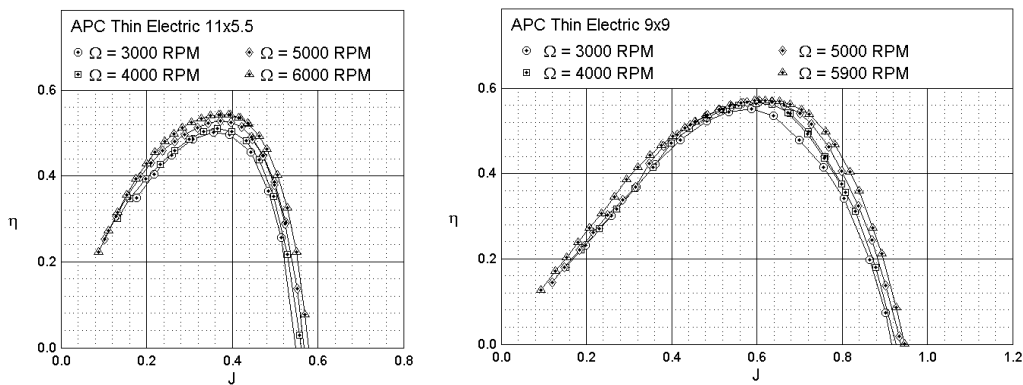 APC Thin Electric 11x5.5
Ω = 3000 RPM Ω = 5000 RPM
Ω = 4000 RPM Ω = 6000 RPM
0.6
0.4
η
0.2
0.0
0.0 0.2 0.4 0.6 0.8
J
APC Thin Electric 9x9
Ω = 3000 RPM Ω = 5000 RPM
Ω = 4000 RPM Ω = 5900 RPM
0.6
0.4
η
0.2
0.0
0.0 0.2 0.4 0.6 0.8 1.0 1.2
J